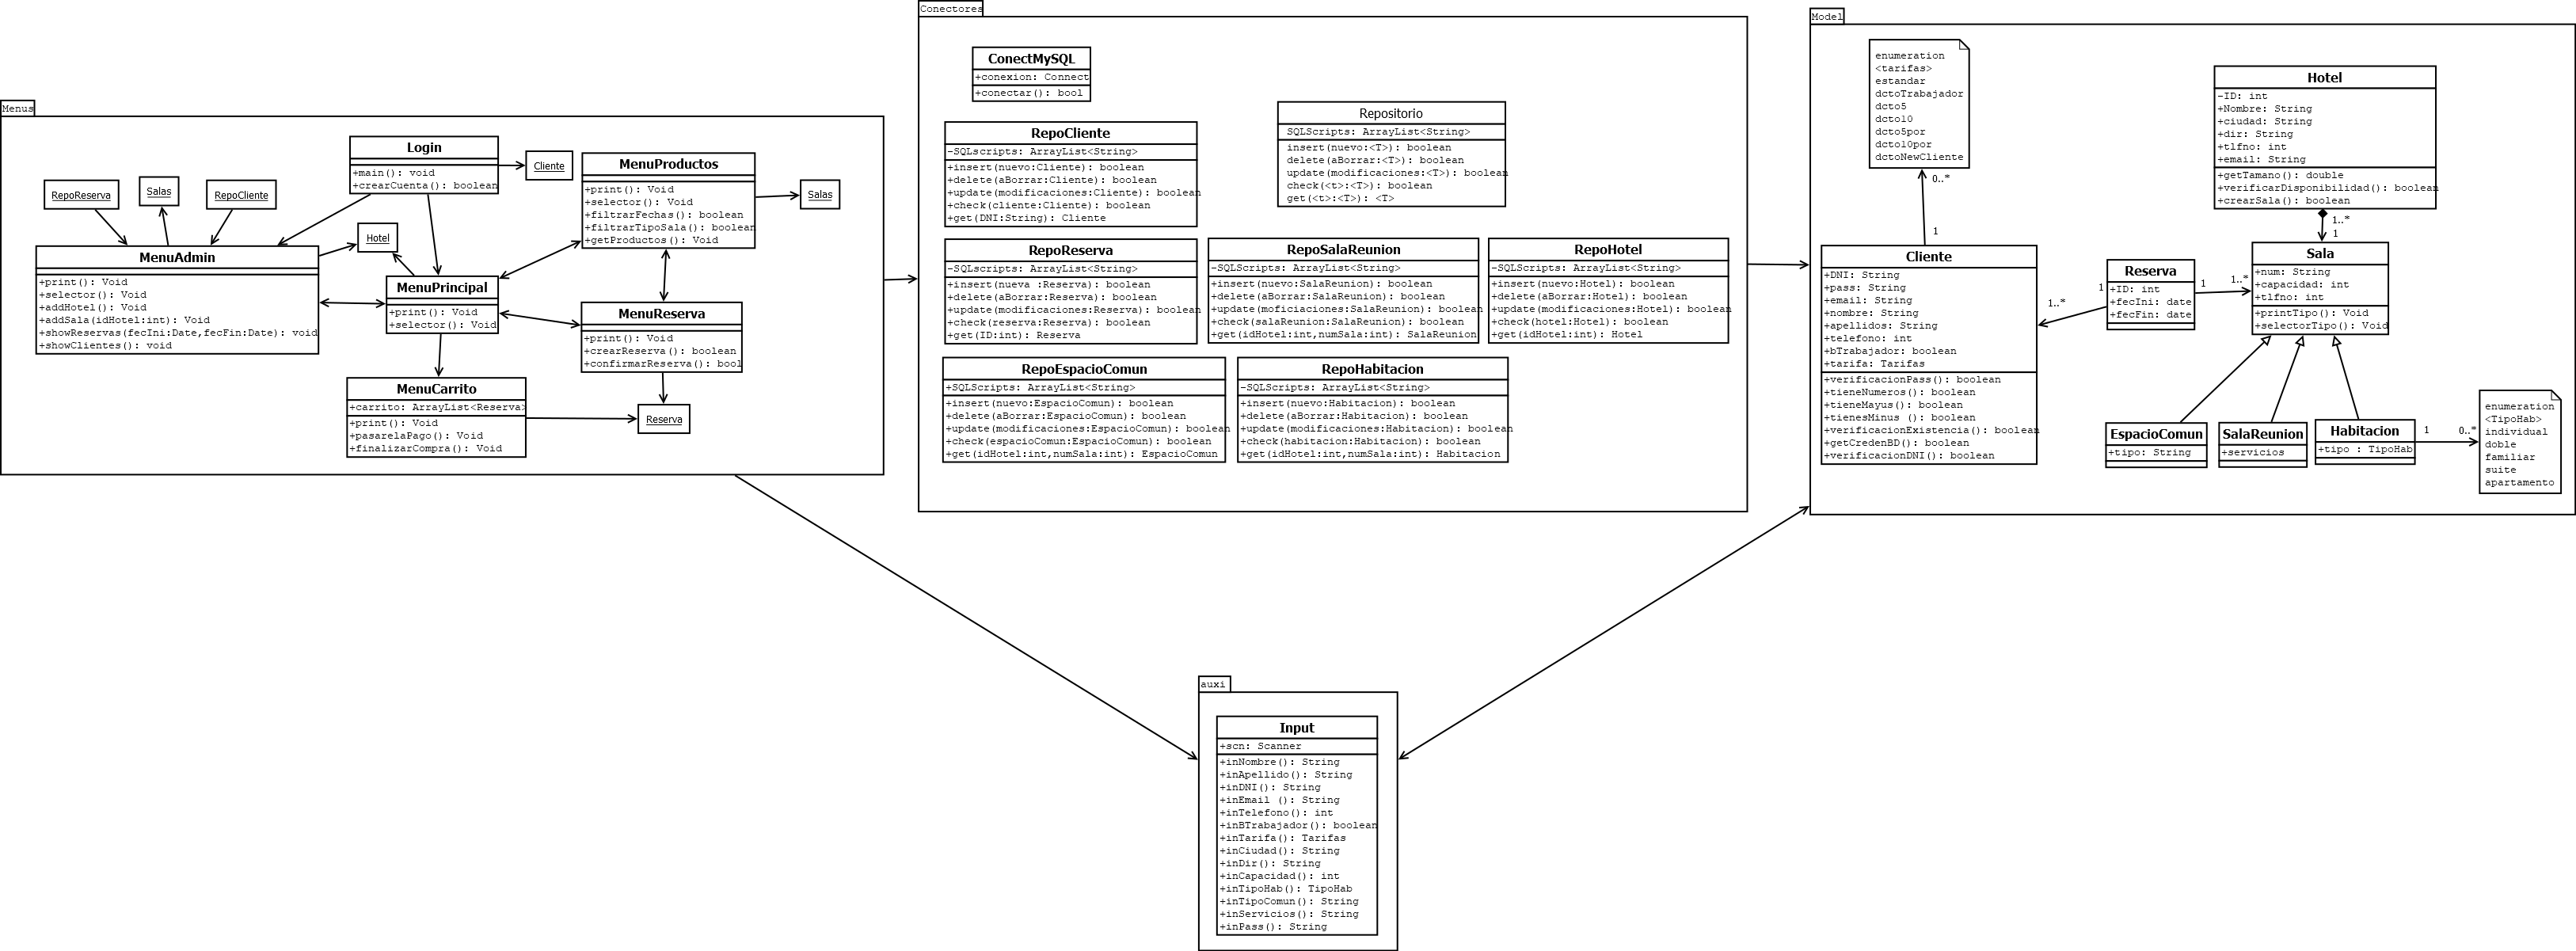 Menus
Login
+main(): void
+crearCuenta(): boolean
Cliente
RepoReserva
Salas
RepoCliente
Hotel
MenuAdmin
+print(): Void
+selector(): Void
+addHotel(): Void
+addSala(idHotel:int): Void
+showReservas(fecIni:Date,fecFin:Date): void
+showClientes(): void
MenuPrincipal
+print(): Void
+selector(): Void
MenuProductos
+print(): Void
+selector(): Void
+filtrarFechas(): boolean
+filtrarTipoSala(): boolean
+getProductos(): Void
Salas
MenuReserva
+print(): Void
+crearReserva(): boolean
+confirmarReserva(): bool
MenuCarrito
+carrito: ArrayList<Reserva>
+print(): Void
+pasarelaPago(): Void
+finalizarCompra(): Void
Reserva
Conectores
ConectMySQL
+conexion: Connect
+conectar(): bool
Repositorio
SQLScripts: ArrayList<String>
insert(nuevo:<T>): boolean
delete(aBorrar:<T>): boolean
update(modificaciones:<T>): boolean
check(<t>:<T>): boolean
get(<t>:<T>): <T>
RepoCliente
-SQLscripts: ArrayList<String>
+insert(nuevo:Cliente): boolean
+delete(aBorrar:Cliente): boolean
+update(modificaciones:Cliente): boolean
+check(cliente:Cliente): boolean
+get(DNI:String): Cliente
RepoReserva
-SQLScripts: ArrayList<String>
+insert(nueva :Reserva): boolean
+delete(aBorrar:Reserva): boolean
+update(modificaciones:Reserva): boolean
+check(reserva:Reserva): boolean
+get(ID:int): Reserva
RepoSalaReunion
-SQLScripts: ArrayList<String>
+insert(nuevo:SalaReunion): boolean
+delete(aBorrar:SalaReunion): boolean
+update(moficiaciones:SalaReunion): boolean
+check(salaReunion:SalaReunion): boolean
+get(idHotel:int,numSala:int): SalaReunion
RepoHotel
-SQLScripts: ArrayList<String>
+insert(nuevo:Hotel): boolean
+delete(aBorrar:Hotel): boolean
+update(modificaciones:Hotel): boolean
+check(hotel:Hotel): boolean
+get(idHotel:int): Hotel
RepoEspacioComun
+SQLScripts: ArrayList<String>
+insert(nuevo:EspacioComun): boolean
+delete(aBorrar:EspacioComun): boolean
+update(modificaciones:EspacioComun): boolean
+check(espacioComun:EspacioComun): boolean
+get(idHotel:int,numSala:int): EspacioComun
RepoHabitacion
-SQLScripts: ArrayList<String>
+insert(nuevo:Habitacion): boolean
+delete(aBorrar:Habitacion): boolean
+update(modificaciones:Habitacion): boolean
+check(habitacion:Habitacion): boolean
+get(idHotel:int,numSala:int): Habitacion
Model
enumeration
<tarifas>
estandar
dctoTrabajador
dcto5
dcto10
dcto5por
dcto10por
dctoNewCliente
0..*
1
Cliente
+DNI: String
+pass: String
+email: String
+nombre: String
+apellidos: String
+telefono: int
+bTrabajador: boolean
+tarifa: Tarifas
+verificacionPass(): boolean
+tieneNumeros(): boolean
+tieneMayus(): boolean
+tienesMinus (): boolean
+verificacionExistencia(): boolean
+getCredenBD(): boolean
+verificacionDNI(): boolean
1..*
1
Reserva
+ID: int
+fecIni: date
+fecFin: date
1
1..*
Hotel
-ID: int
+Nombre: String
+ciudad: String
+dir: String
+tlfno: int
+email: String
+getTamano(): double
+verificarDisponibilidad(): boolean
+crearSala(): boolean
1..*
1
Sala
+num: String
+capacidad: int
+tlfno: int
+printTipo(): Void
+selectorTipo(): Void
EspacioComun
+tipo: String
SalaReunion
+servicios
Habitacion
+tipo : TipoHab
1
0..*
enumeration
<TipoHab>
individual
doble
familiar
suite
apartamento
auxi
Input
+scn: Scanner
+inNombre(): String
+inApellido(): String
+inDNI(): String
+inEmail (): String
+inTelefono(): int
+inBTrabajador(): boolean
+inTarifa(): Tarifas
+inCiudad(): String
+inDir(): String
+inCapacidad(): int
+inTipoHab(): TipoHab
+inTipoComun(): String
+inServicios(): String
+inPass(): String